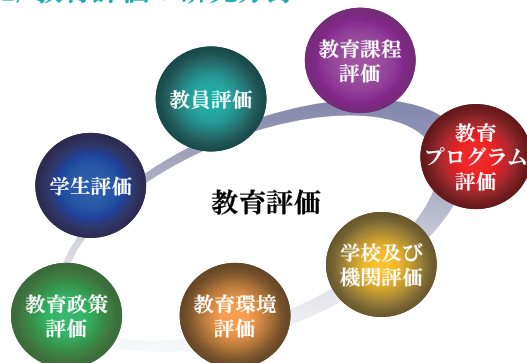 教育課程
評価
教員評価
教育
プログラム
評価
学生評価
教育評価
学校及び
機関評価
教育政策
評価
教育環境
評価